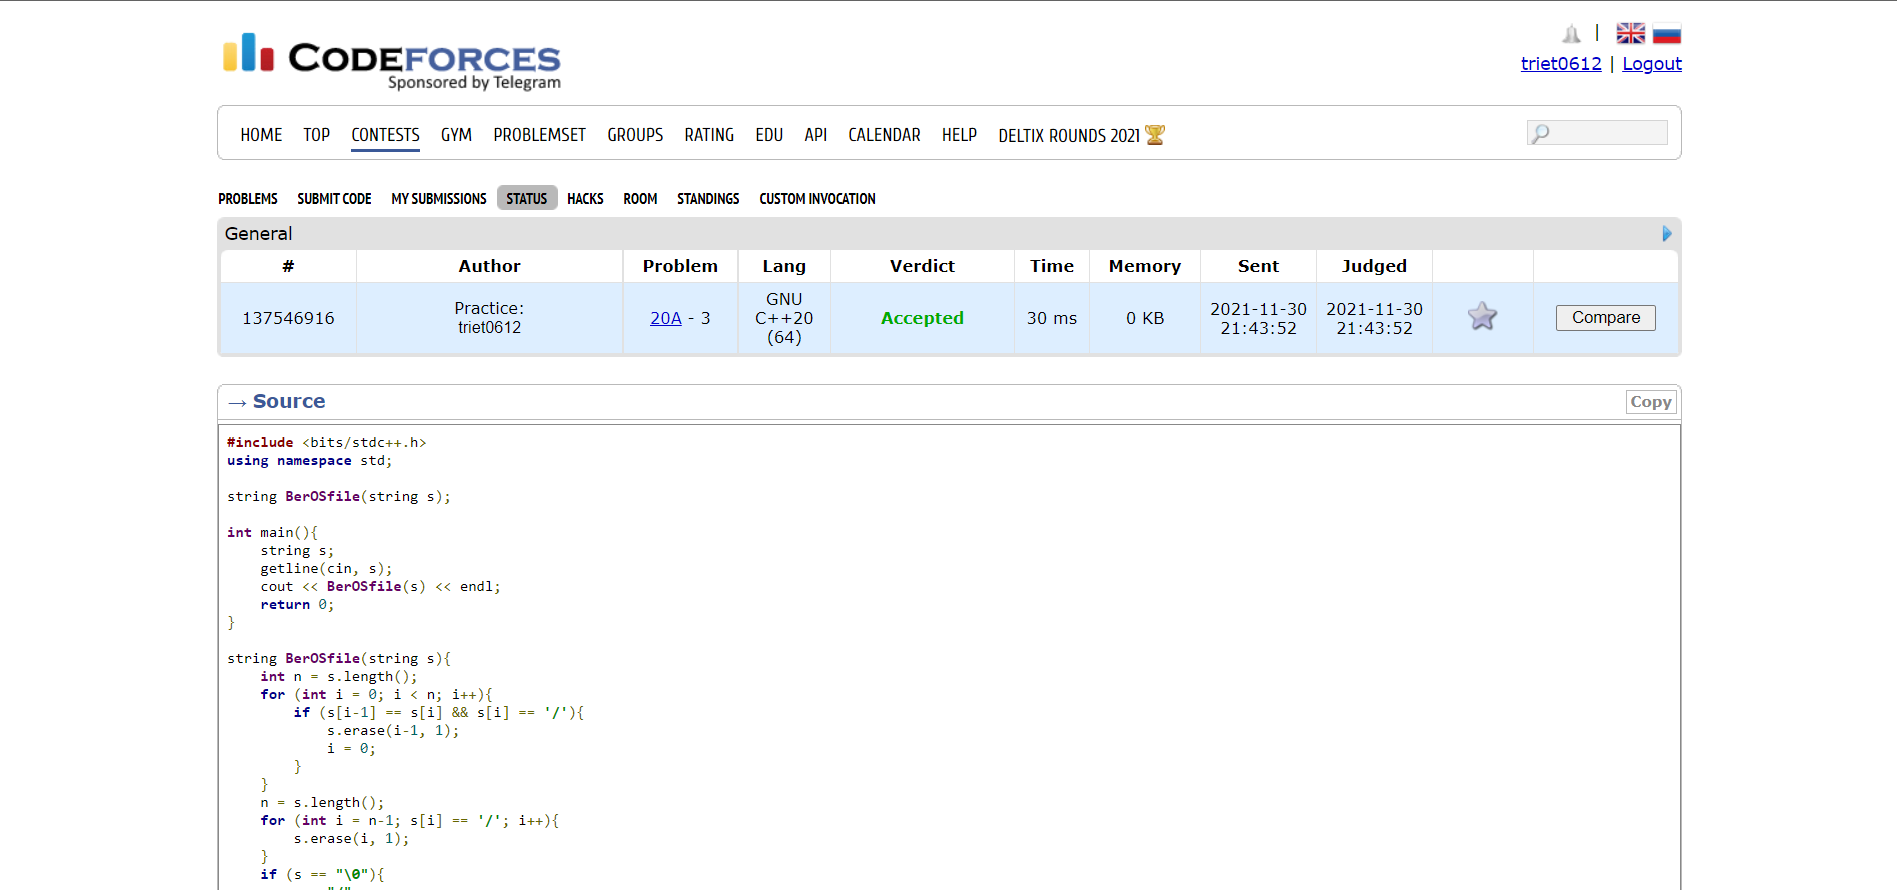 CODEFORCES
Sponsored by Telegram
|
triet0612 | Logout
HOME TOP CONTESTS GYM PROBLEMSET GROUPS RATING EDU API CALENDAR HELP DELTIX ROUNDS 2021
PROBLEMS SUBMIT CODE MY SUBMISSIONS STATUS HACKS ROOM STANDINGS CUSTOM INVOCATION
General
# Author Problem Lang Verdict Time Memory Sent Judged
137546916 Practice: triet0612 20A - 3 GNU C++20 (64) Accepted 30 ms 0 KB 2021-11-30 21:43:52 2021-11-30 21:43:52 Compare
→ Source Copy
#include <bits/stdc++.h>
using namespace std;

string BerOSfile(string s);

int main(){
    string s;
    getline(cin, s);
    cout << BerOSfile(s) << endl;
    return 0;
}

string BerOSfile(string s){
    int n = s.length();
    for (int i = 0; i < n; i++){
        if (s[i-1] == s[i] && s[i] == '/'){
            s.erase(i-1, 1);
            i = 0;
        }
    }
    n = s.length();
    for (int i = n-1; s[i] == '/'; i++){
        s.erase(i, 1);
    }
    if (s == "\0"){